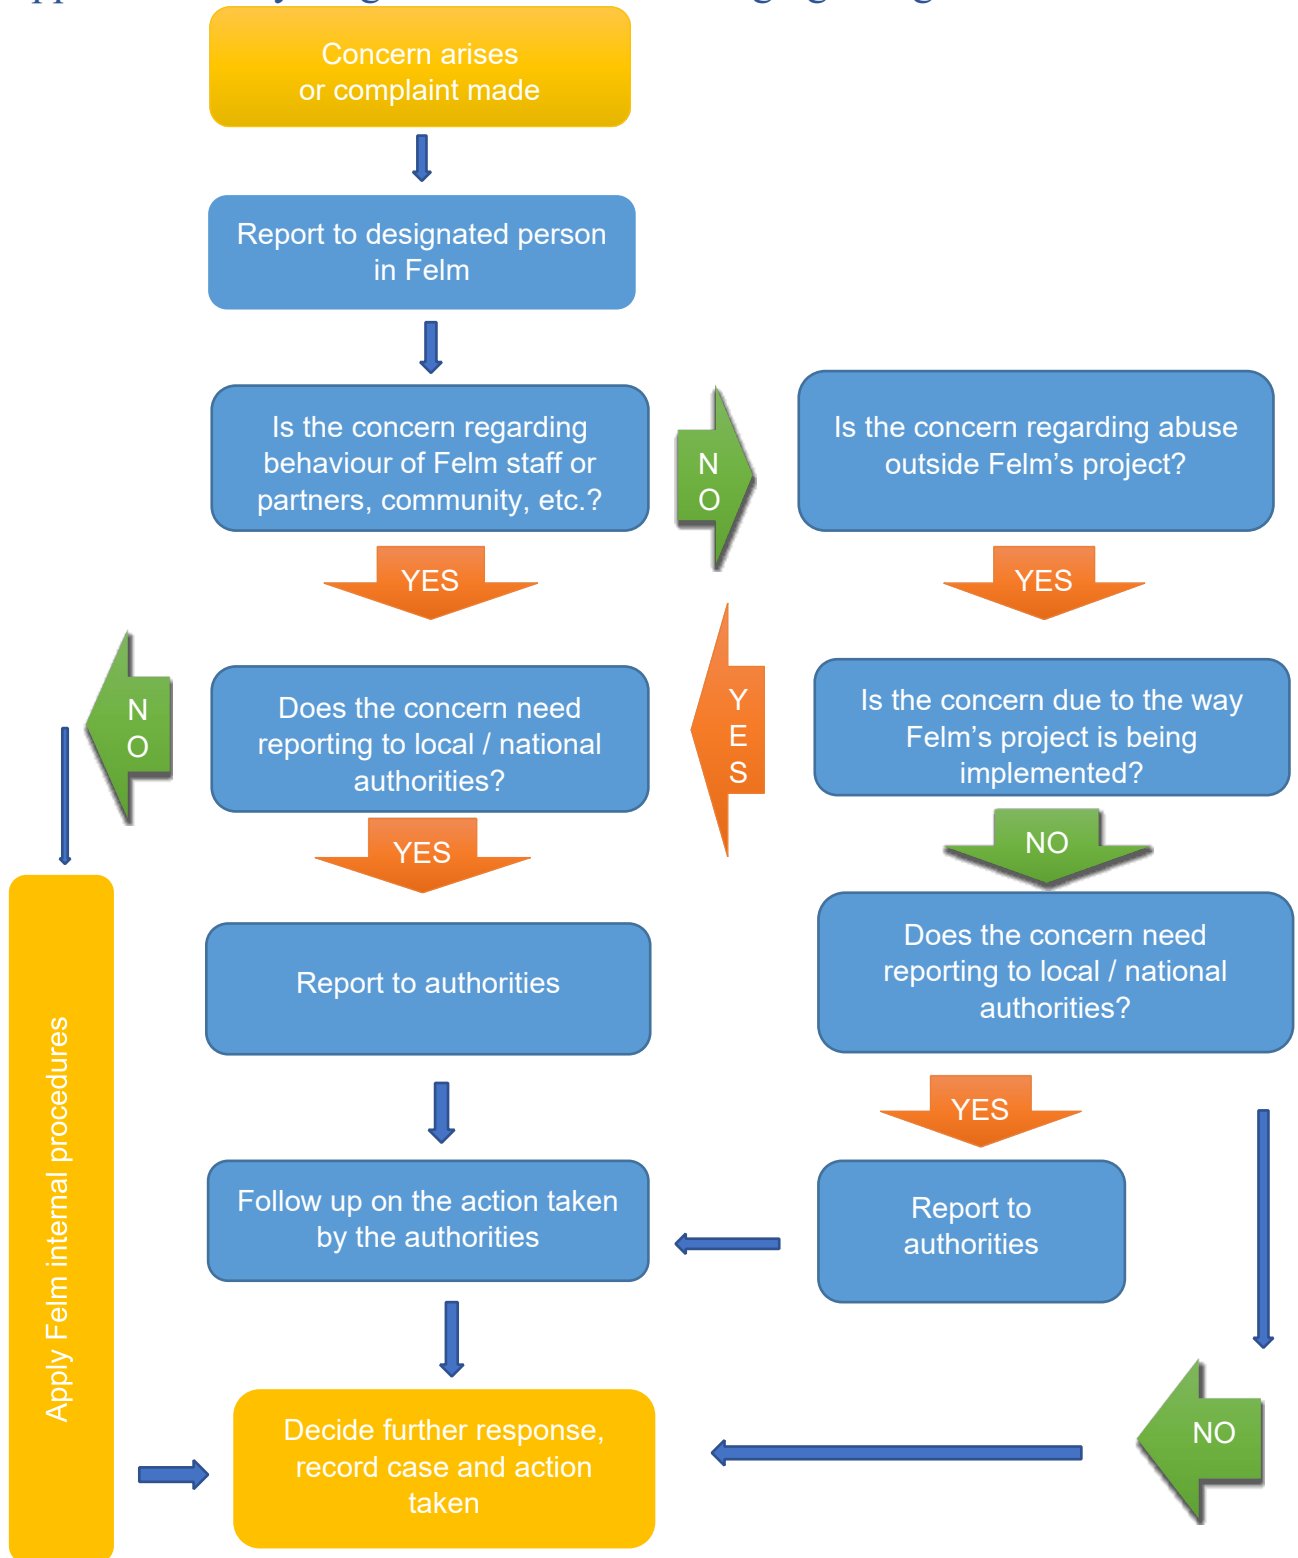 Concern arises
or complaint made
Report to designated person
in Felm
Is the concern regarding
behaviour of Felm staff or
partners, community, etc.?
N
O
Is the concern regarding abuse
outside Felm’s project?
YES
YES
N
O
Does the concern need
reporting to local / national
authorities?
Y
E
S
Is the concern due to the way
Felm’s project is being
implemented?
YES
NO
Report to authorities
Does the concern need
reporting to local / national
authorities?
Apply Felm internal procedures
YES
Follow up on the action taken
by the authorities
Report to
authorities
Decide further response,
record case and action
taken
NO